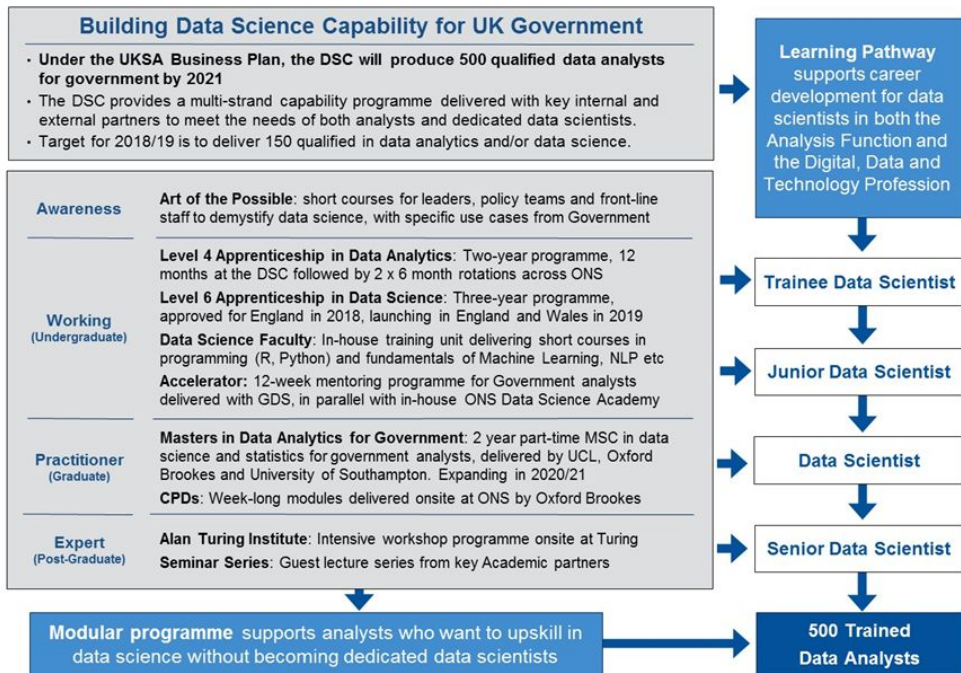 Building Data Science Capability for UK Government
• Under the UKSA Business Plan, the DSC will produce 500 qualified data analysts
for government by 2021
• The DSC provides a multi-strand capability programme delivered with key internal and
external partners to meet the needs of both analysts and dedicated data scientists.
• Target for 2018/19 is to deliver 150 qualified in data analytics and/or data science.
Learning Pathway
supports career
development for data
scientists in both the
Analysis Function and
the Digital, Data and
Technology Profession
Awareness
Art of the Possible: short courses for leaders, policy teams and front-line
staff to demystify data science, with specific use cases from Government
Working
(Undergraduate)
Level 4 Apprenticeship in Data Analytics: Two-year programme, 12
months at the DSC followed by 2 x 6 month rotations across ONS
Level 6 Apprenticeship in Data Science: Three-year programme,
approved for England in 2018, launching in England and Wales in 2019
Data Science Faculty: In-house training unit delivering short courses in
programming (R, Python) and fundamentals of Machine Learning, NLP etc
Accelerator: 12-week mentoring programme for Government analysts
delivered with GDS, in parallel with in-house ONS Data Science Academy
Practitioner
(Graduate)
Masters in Data Analytics for Government: 2 year part-time MSC in data
science and statistics for government analysts, delivered by UCL, Oxford
Brookes and University of Southampton. Expanding in 2020/21
CPDs: Week-long modules delivered onsite at ONS by Oxford Brookes
Expert
(Post-Graduate)
Alan Turing Institute: Intensive workshop programme onsite at Turing
Seminar Series: Guest lecture series from key Academic partners
Trainee Data Scientist
Junior Data Scientist
Data Scientist
Senior Data Scientist
Modular programme supports analysts who want to upskill in
data science without becoming dedicated data scientists
500 Trained
Data Analysts